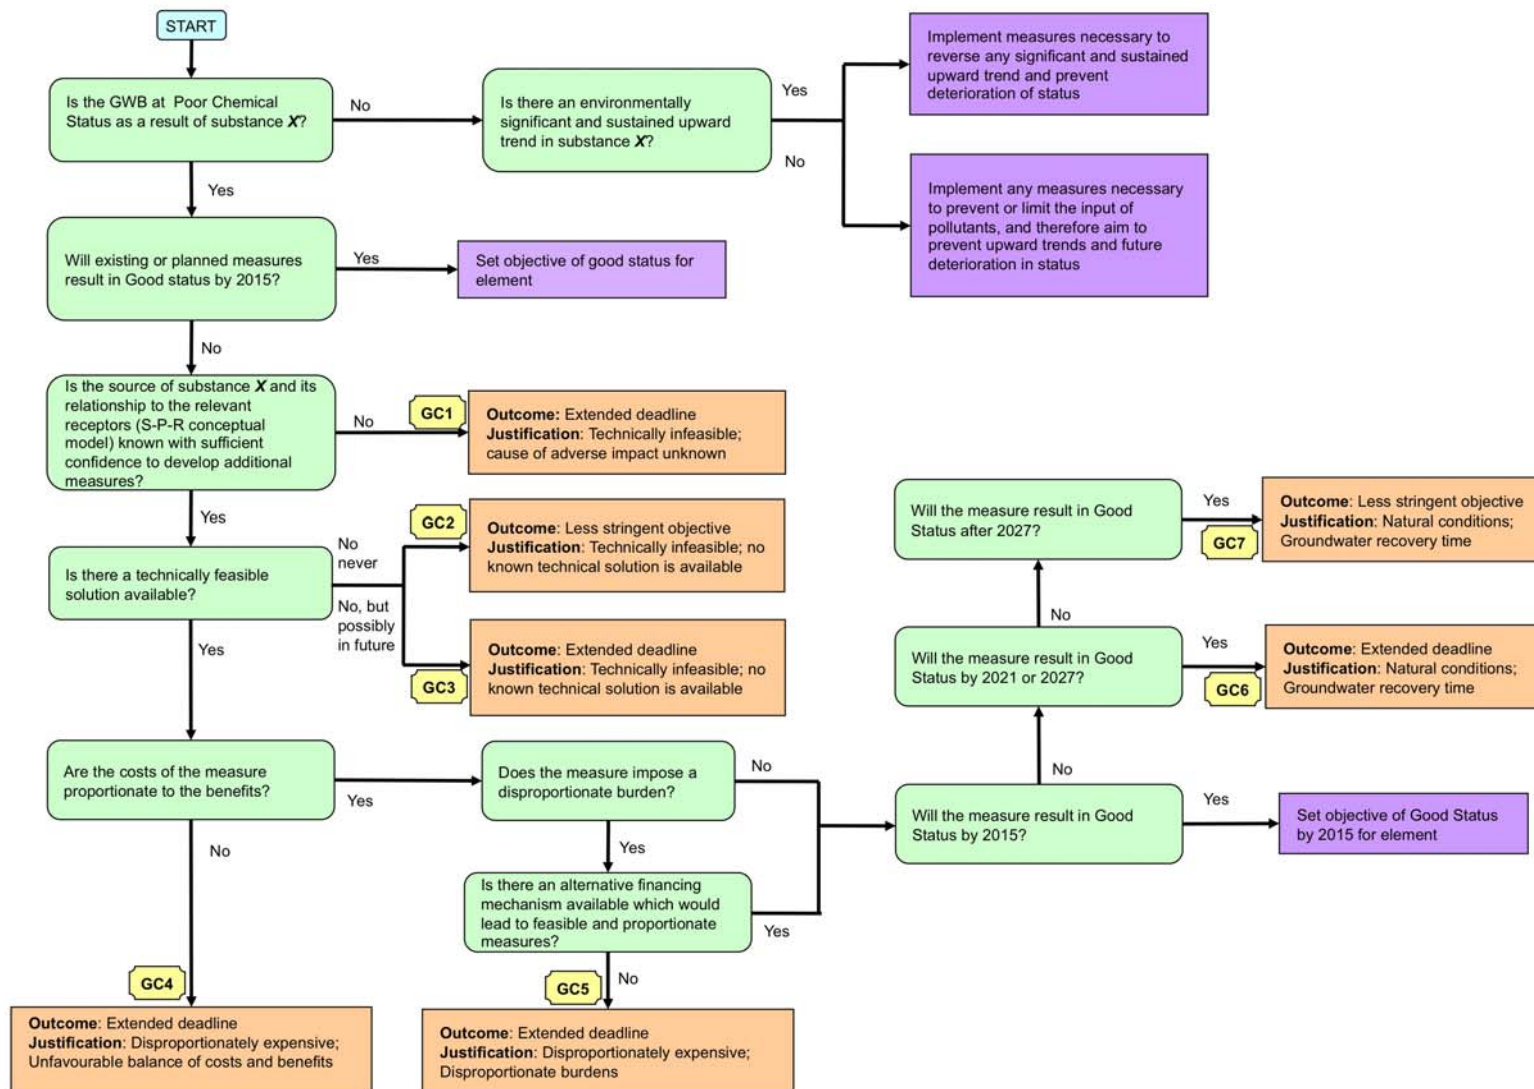 START
Is the GWB at Poor Chemical
Status as a result of substance X?
No
Is there an environmentally
significant and sustained upward
trend in substance X?
Yes
No
Implement measures necessary to
reverse any significant and sustained
upward trend and prevent
deterioration of status
Implement any measures necessary
to prevent or limit the input of
pollutants, and therefore aim to
prevent upward trends and future
deterioration in status
Yes
Will existing or planned measures
result in Good status by 2015?
Yes
Set objective of good status for
element
No
Is the source of substance X and its
relationship to the relevant
receptors (S-P-R conceptual
model) known with sufficient
confidence to develop additional
measures?
No
GC1
Outcome: Extended deadline
Justification: Technically infeasible;
cause of adverse impact unknown
Yes
Is there a technically feasible
solution available?
No
never
GC2
Outcome: Less stringent objective
Justification: Technically infeasible; no
known technical solution is available
No, but
possibly
in future
GC3
Outcome: Extended deadline
Justification: Technically infeasible; no
known technical solution is available
Yes
Are the costs of the measure
proportionate to the benefits?
Yes
Does the measure impose a
disproportionate burden?
No
Yes
Is there an alternative financing
mechanism available which would
lead to feasible and proportionate
measures?
Yes
No
GC5
Outcome: Extended deadline
Justification: Disproportionately expensive;
Disproportionate burdens
No
GC4
Outcome: Extended deadline
Justification: Disproportionately expensive;
Unfavourable balance of costs and benefits
Will the measure result in Good
Status by 2015?
Yes
Set objective of Good Status
by 2015 for element
No
Will the measure result in Good
Status by 2021 or 2027?
Yes
GC6
Outcome: Extended deadline
Justification: Natural conditions;
Groundwater recovery time
No
Will the measure result in Good
Status after 2027?
Yes
GC7
Outcome: Less stringent objective
Justification: Natural conditions;
Groundwater recovery time